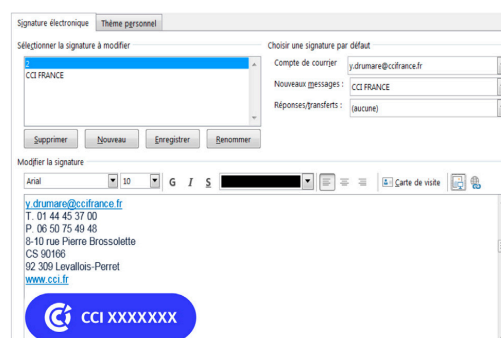 Signature électronique
Thème personnel
Sélectionner la signature à modifier
2
CCI FRANCE
Supprimer
Nouveau
Enregistrer
Renommer
Choisir une signature par défaut
Compte de courrier
y.drumare@ccifrance.fr
Nouveaux messages :
CCI FRANCE
Réponses/transferts :
(aucune)
Modifier la signature
Arial
10
G I S
Carte de visite
y.drumare@ccifrance.fr
T. 01 44 45 37 00
P. 06 50 75 49 48
8-10 rue Pierre Brossolette
CS 90166
92 309 Levallois-Perret
www.cci.fr
CCI XXXXXXX